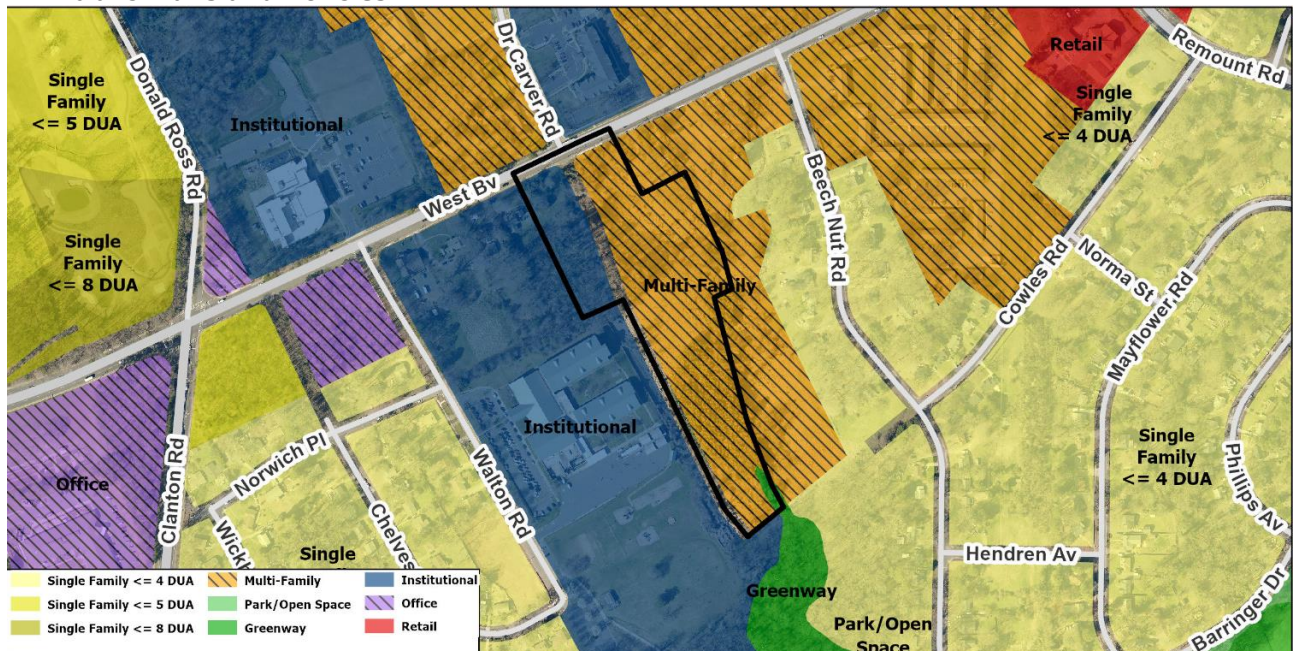 Donald Ross Rd
Dr Carver Rd
Retail
Remount Rd
Single
Family
<= 5 DUA
Single
Family
<= 4 DUA
Institutional
West Bv
Beech Nut Rd
Single
Family
<= 8 DUA
Multi-Family
Cowles Rd
Norma St
Mayflower Rd
Institutional
Single
Family
<= 4 DUA
Office
Clanton Rd
Norwich Pl
Walton Rd
Phillips Av
Chelves
Single
Hendren Av
Greenway
Park/Open
Space
Barringer Dr
Single Family <= 4 DUA
Multi-Family
Institutional
Single Family <= 5 DUA
Park/Open Space
Office
Single Family <= 8 DUA
Greenway
Retail